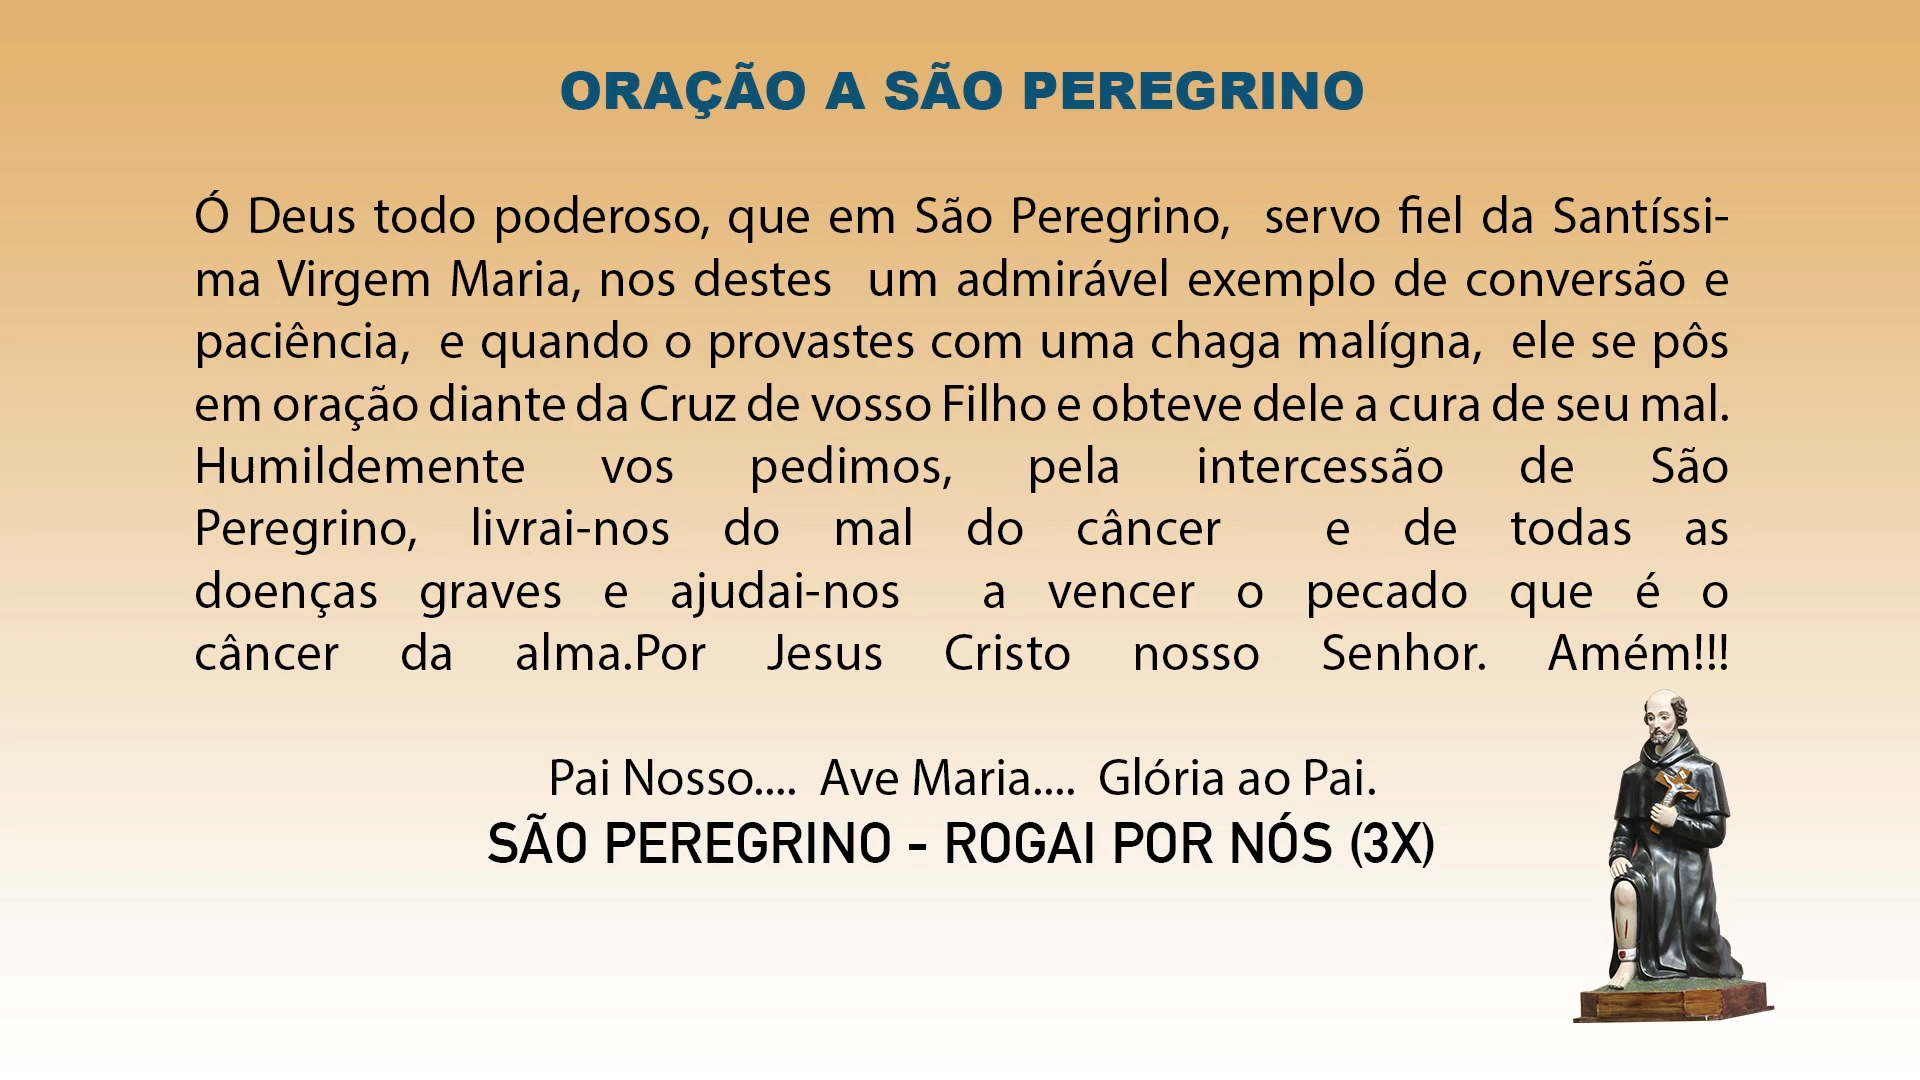 ORAÇÃO A SÃO PEREGRINO
Ó Deus todo poderoso, que em São Peregrino, servo fiel da Santíssi-
ma Virgem Maria, nos destes um admirável exemplo de conversão e
paciência, e quando o provastes com uma chaga malígna, ele se pôs
em oração diante da Cruz de vosso Filho e obteve dele a cura de seu mal.
Humildemente vos pedimos, pela intercessão de São
Peregrino, livrai-nos do mal do câncer e de todas as
doenças graves e ajudai-nos a vencer o pecado que é o
câncer da alma.Por Jesus Cristo nosso Senhor. Amém!!!
Pai Nosso.... Ave Maria.... Glória ao Pai.
SÃO PEREGRINO - ROGAI POR NÓS (3X)